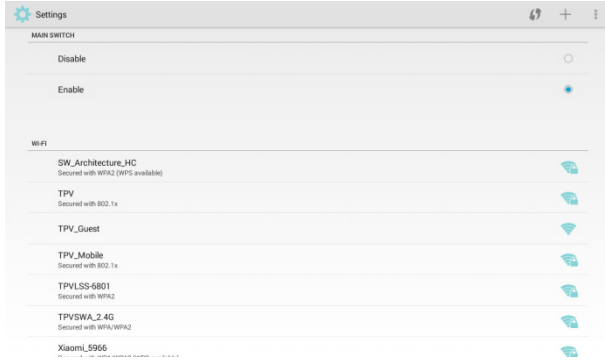 Settings
MAIN SWITCH
Disable
Enable
WI-FI
SW_Architecture_HC
Secured with WPA2 (WPS available)
TPV
Secured with 802.1x
TPV_Guest
TPV_Mobile
Secured with 802.1x
TPVLSS-6801
Secured with WPA2
TPVSWA_2.4G
Secured with WPA/WPA2
Xiaomi_5966